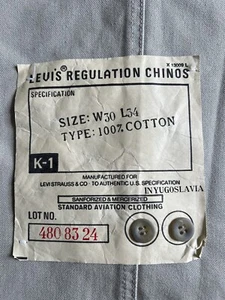 X 13009 L
LEVI'S® REGULATION CHINOS
SPECIFICATION
SIZE: W30 L34
TYPE: 100% COTTON
K-1
MANUFACTURED FOR
LEVI STRAUSS & CO · TO AUTHENTIC U.S. SPECIFICATION
IN YUGOSLAVIA
SANFORIZED & MERCERIZED
STANDARD AVIATION CLOTHING
LOT NO.
480 83 24